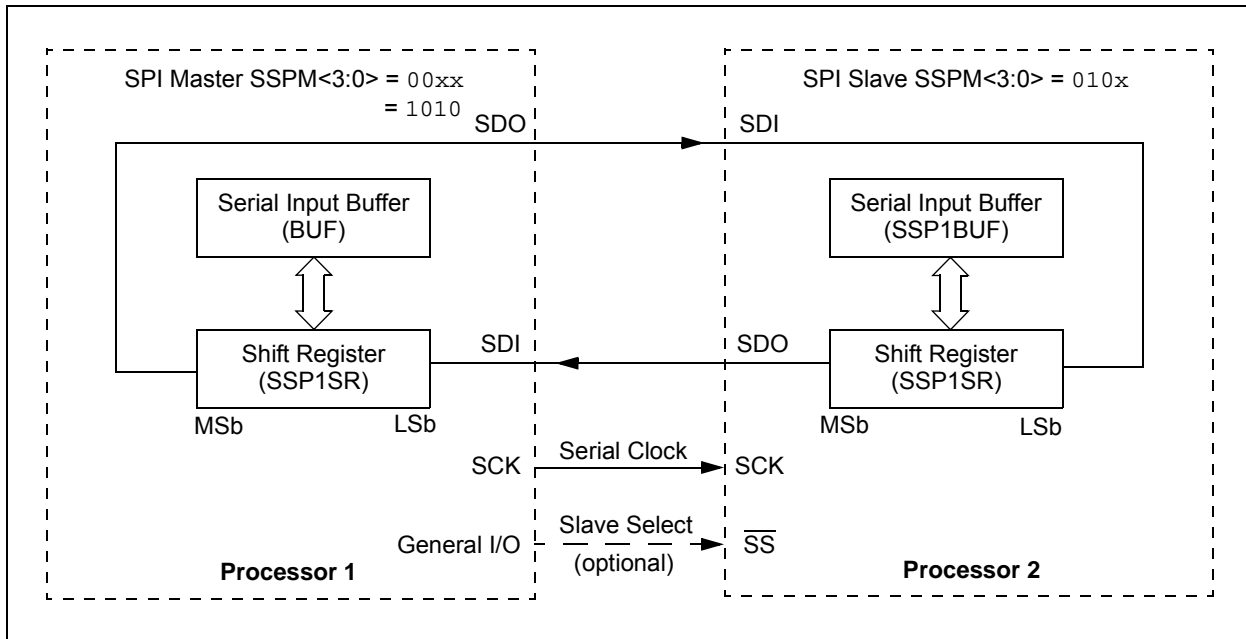 SPI Master SSPM<3:0> = 00xx
= 1010
SDO
Serial Input Buffer
(BUF)
Shift Register
(SSP1SR)
MSb
LSb
SDI
SCK
General I/O
Processor 1
Serial Clock
Slave Select
(optional)
SPI Slave SSPM<3:0> = 010x
SDI
Serial Input Buffer
(SSP1BUF)
SDO
Shift Register
(SSP1SR)
MSb
LSb
SCK
SS
Processor 2